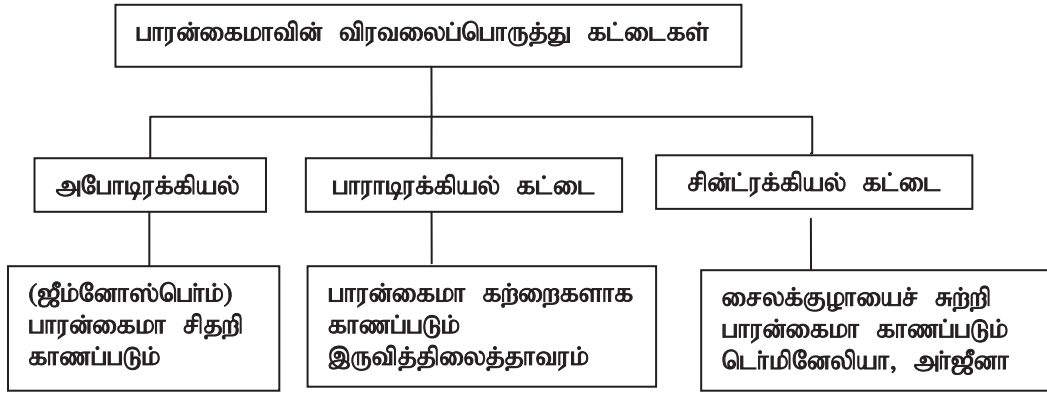 பாரன்கைமாவின் விரவலைப்பொருத்து கட்டைகள்
அபோடிரக்கியல்
பாராடிரக்கியல் கட்டை
சின்ட்ரக்கியல் கட்டை
(ஜீம்னோஸ்பெர்ம்)
பாரன்கைமா சிதறி
காணப்படும்
பாரன்கைமா கற்றைகளாக
காணப்படும்
இருவித்திலைத்தாவரம்
சைலக்குழாயைச் சுற்றி
பாரன்கைமா காணப்படும்
டெர்மினேலியா, அர்ஜீனா